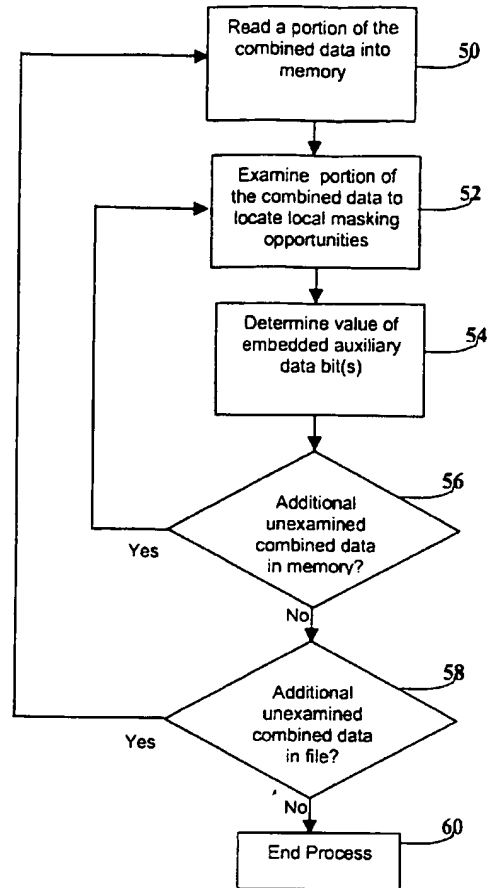 Read a portion of the
combined data into
memory
50
Examine portion of
the combined data to
locate local masking
opportunities
52
Determine value of
embedded auxiliary
data bit(s)
54
56
Additional
unexamined
combined data
in memory?
Yes
No
58
Additional
unexamined
combined data
in file?
Yes
No
60
End Process